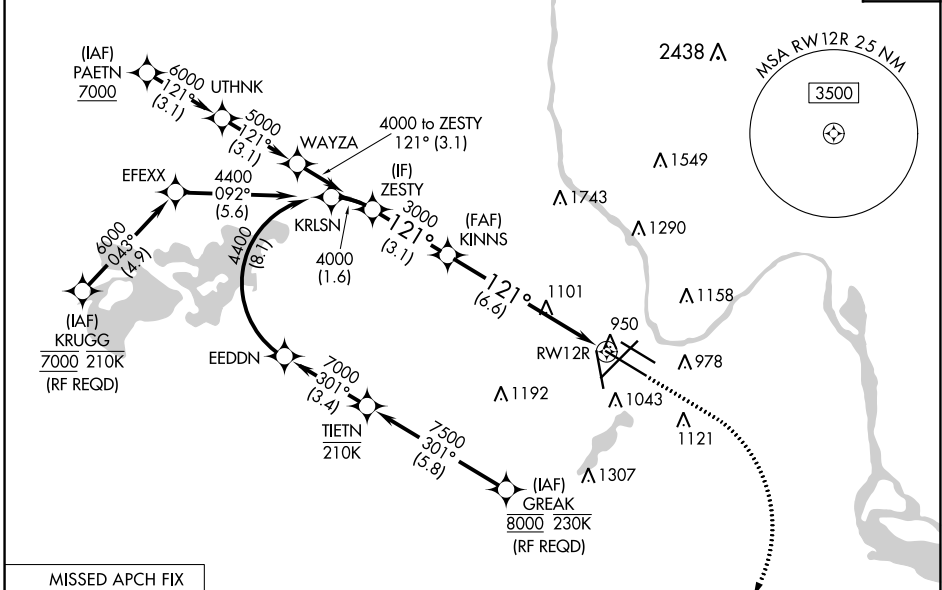 (IAF)
PAETN
7000
6000
121°
(3.1)
UTHNK
5000
121°
(3.1)
WAYZA
4000 to ZESTY
121° (3.1)
2438
MSA RW12R 25 NM
3500
EFEXX
4400
092°
(5.6)
(IF)
ZESTY
KRLSN
3000
121°
(3.1)
(FAF)
KINNS
1743
1549
1290
6000
043°
(4.9)
4400
(8.1)
4000
(1.6)
121°
(6.6)
1101
1158
(IAF)
KRUGG
7000 210K
(RF REQD)
EEDDN
7000
301°
(3.4)
950
RW12R
978
TIETN
210K
1192
1043
1121
7500
301°
(5.8)
1307
(IAF)
GREAK
8000 230K
(RF REQD)
MISSED APCH FIX